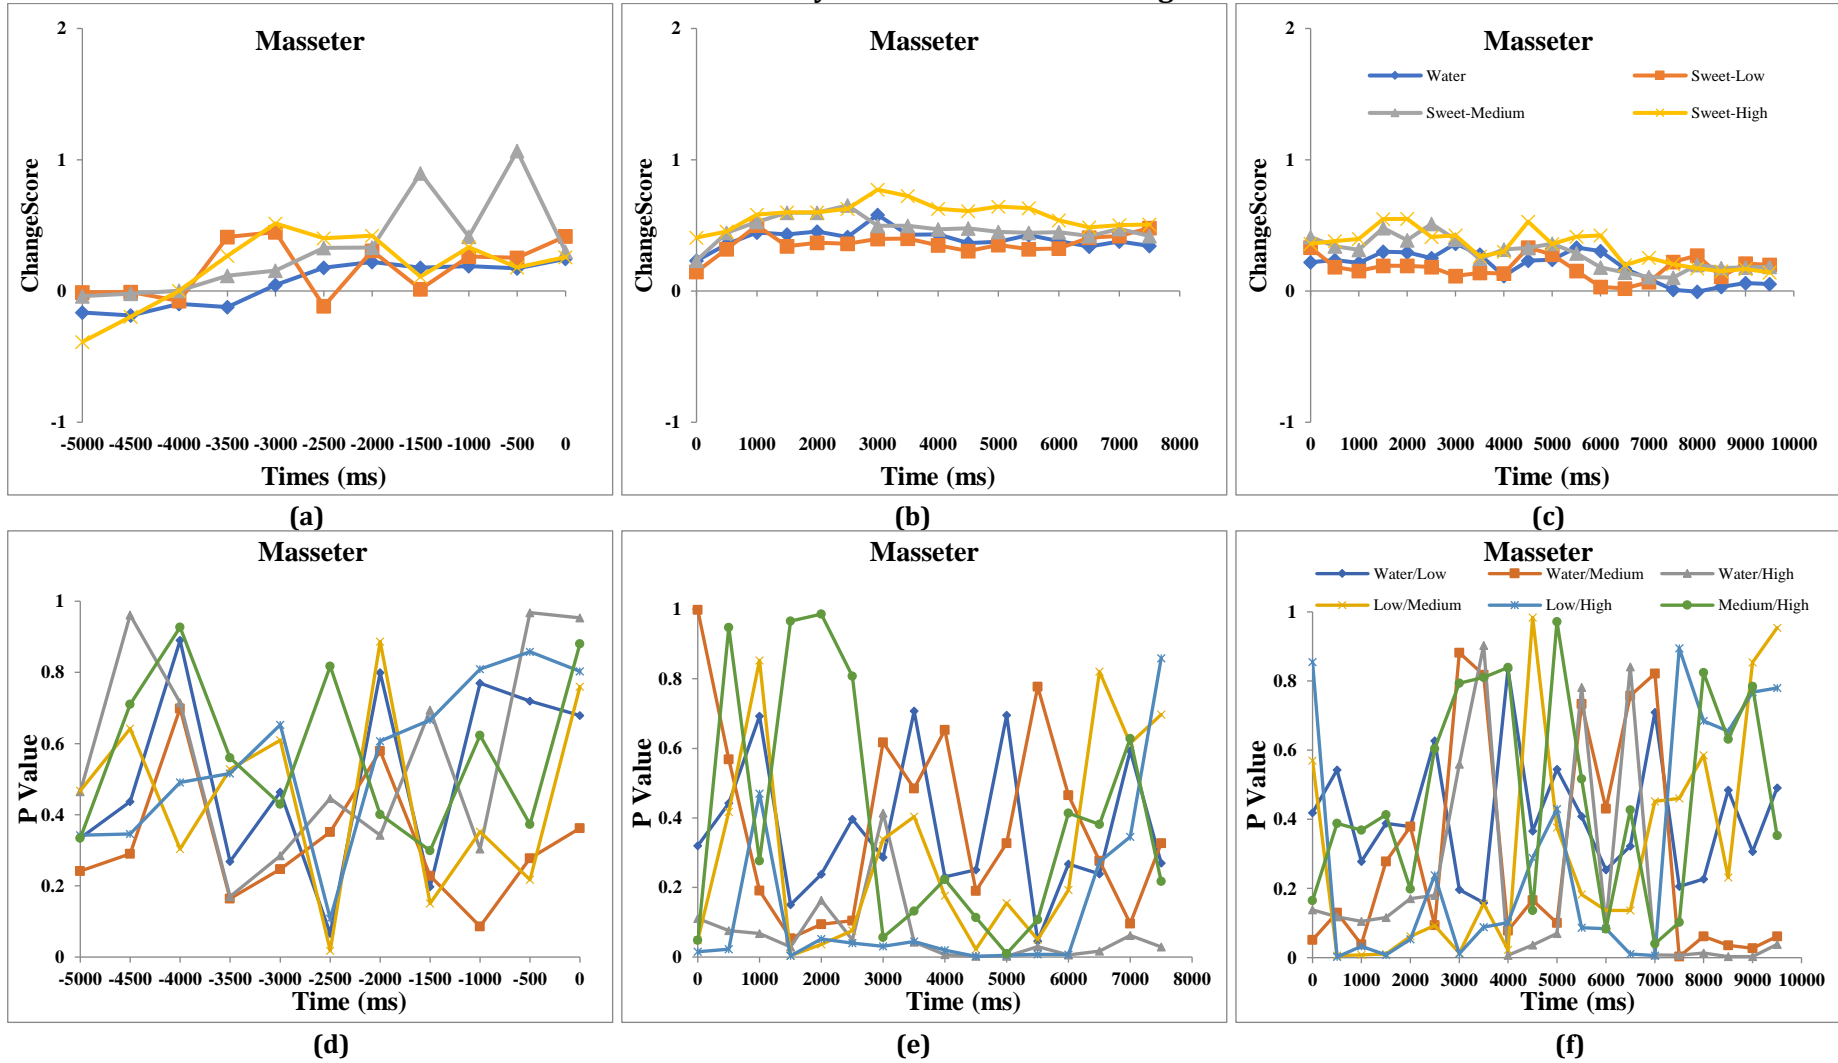 Masseter
2
1
0
-1
ChangeScore
-5000 -4500 -4000 -3500 -3000 -2500 -2000 -1500 -1000 -500 0
Times (ms)
(a)
Masseter
2
1
0
-1
ChangeScore
0 1000 2000 3000 4000 5000 6000 7000 8000
Time (ms)
(b)
Masseter
Water Sweet-Low
Sweet-Medium Sweet-High
2
1
0
-1
ChangeScore
0 1000 2000 3000 4000 5000 6000 7000 8000 9000 10000
Time (ms)
(c)
Masseter
1
0.8
0.6
0.4
0.2
0
P Value
-5000 -4500 -4000 -3500 -3000 -2500 -2000 -1500 -1000 -500 0
Time (ms)
(d)
Masseter
1
0.8
0.6
0.4
0.2
0
P Value
0 1000 2000 3000 4000 5000 6000 7000 8000
Time (ms)
(e)
Masseter
Water/Low Water/Medium Water/High
Low/Medium Low/High Medium/High
1
0.8
0.6
0.4
0.2
0
P Value
0 1000 2000 3000 4000 5000 6000 7000 8000 9000 10000
Time (ms)
(f)